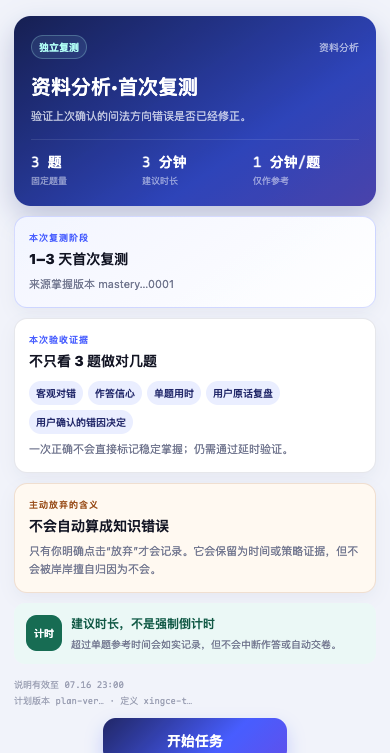 独立复测
资料分析
资料分析·首次复测
验证上次确认的问法方向错误是否已经修正。
3 题
3 分钟
1 分钟/题
固定题量
建议时长
仅作参考
本次复测阶段
1–3 天首次复测
来源掌握版本 mastery…0001
本次验收证据
不只看 3 题做对几题
客观对错
作答信心
单题用时
用户原话复盘
用户确认的错因决定
一次正确不会直接标记稳定掌握；仍需通过延时验证。
主动放弃的含义
不会自动算成知识错误
只有你明确点击“放弃”才会记录。它会保留为时间或策略证据，但不
会被岸岸擅自归因为不会。
计时
建议时长，不是强制倒计时
超过单题参考时间会如实记录，但不会中断作答或自动交卷。
说明有效至 07.16 23:00
计划版本 plan-ver… · 定义 xingce-t…
开始任务